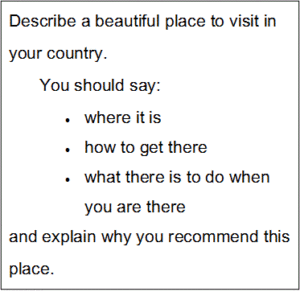 Describe a beautiful place to visit in
your country.
You should say:
• where it is
• how to get there
• what there is to do when
you are there
and explain why you recommend this
place.